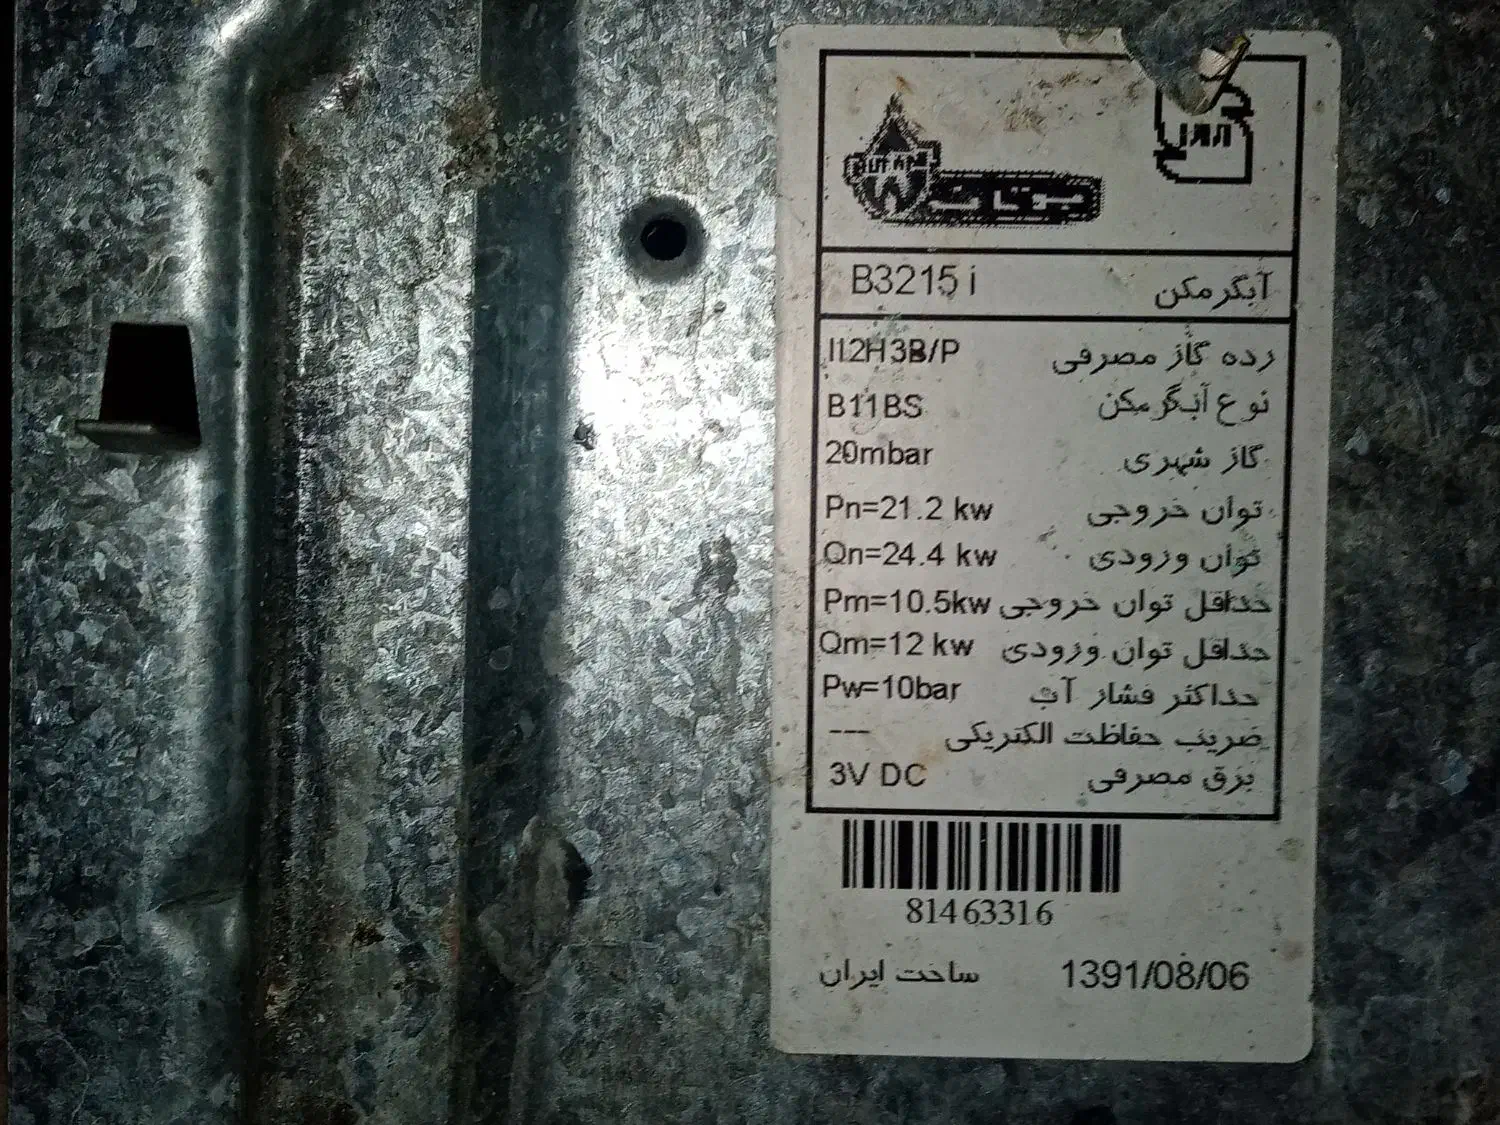 BUTAN
بوتان
آبگرمکن B3215 i
رده گاز مصرفی II2H3B/P
نوع آبگرمکن B11BS
گاز شهری 20mbar
توان خروجی Pn=21.2 kw
توان ورودی Qn=24.4 kw
حداقل توان خروجی Pm=10.5kw
حداقل توان ورودی Qm=12 kw
حداکثر فشار آب Pw=10bar
ضریب حفاظت الکتریکی ---
برق مصرفی 3V DC
81463316
1391/08/06 ساخت ایران